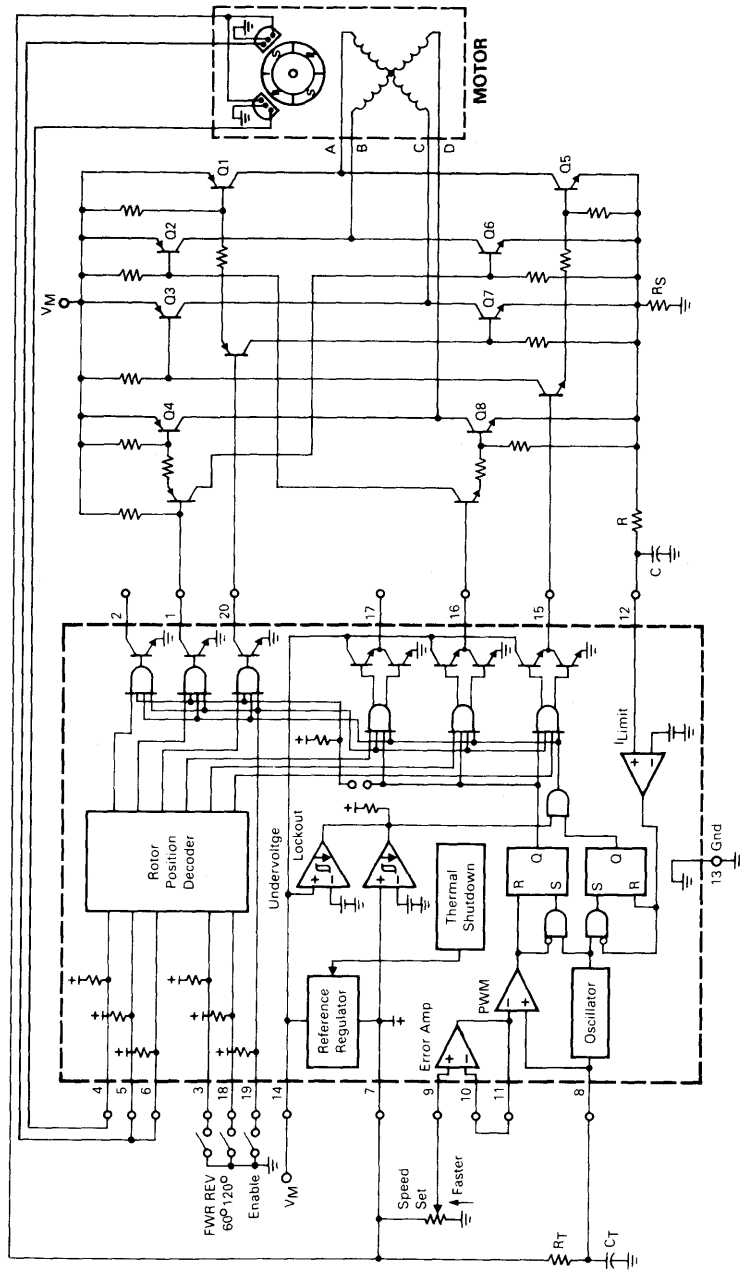 MOTOR
S
N
N
S
A
B
C
D
VM
Q1
Q2
Q3
Q4
Q5
Q6
Q7
Q8
RS
R
C
2
1
20
17
16
15
12
Rotor
Position
Decoder
Undervoltge
Lockout
Thermal
Shutdown
Reference
Regulator
Error Amp
PWM
Oscillator
R
S
Q
S
R
Q
ILimit
13 Gnd
4
5
6
3
18
19
14
7
9
10
11
8
FWR REV
60° 120°
Enable
VM
Speed
Set
Faster
RT
CT